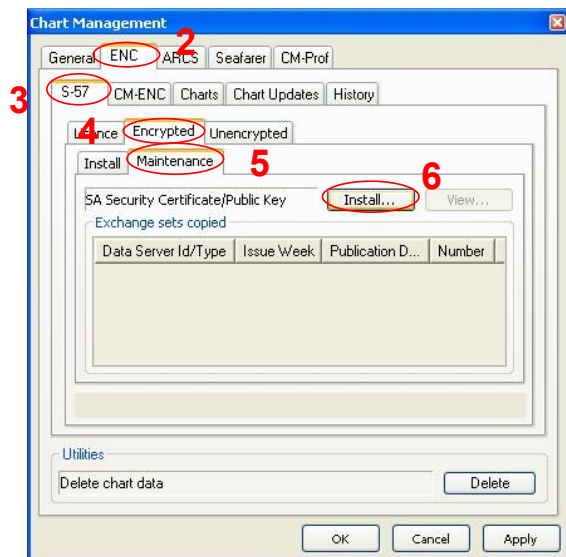 Chart Management
2
General ENC ARCS Seafarer CM-Prof
3 S-57 CM-ENC Charts Chart Updates History
4 Licence Encrypted Unencrypted
Install Maintenance 5
SA Security Certificate/Public Key Install... View... 6
Exchange sets copied
Data Server Id/Type Issue Week Publication D... Number
Utilities
Delete chart data Delete
OK Cancel Apply